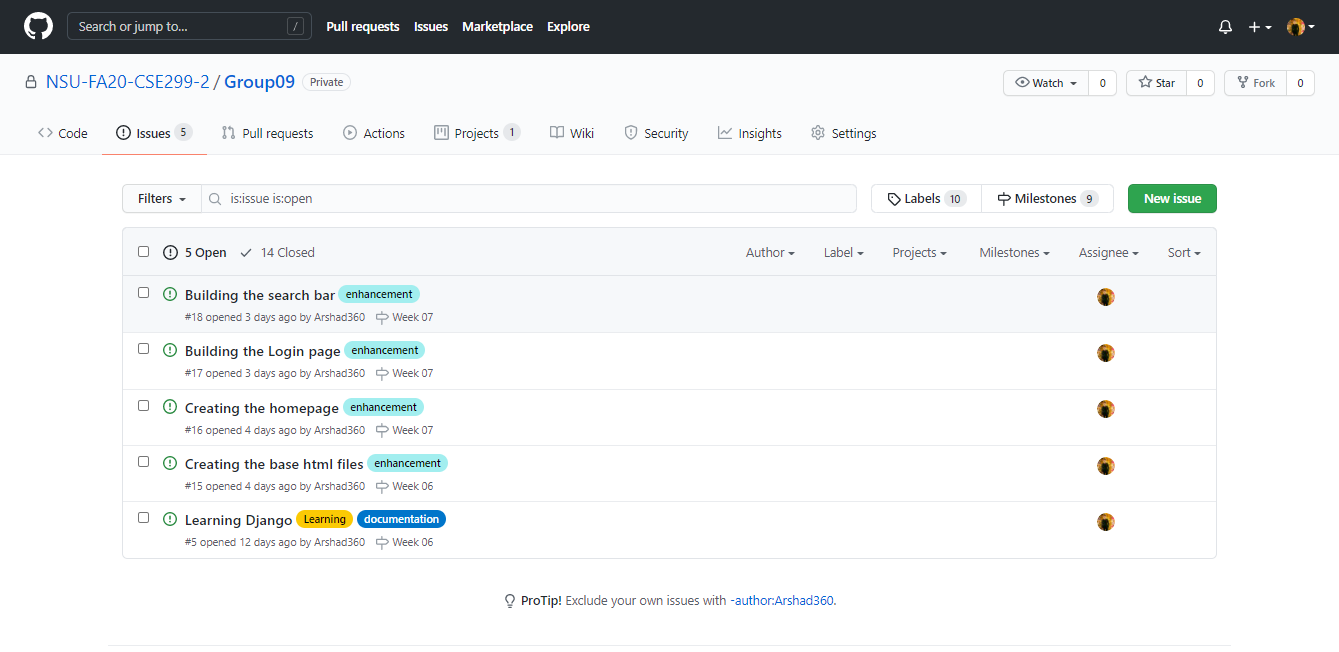 Search or jump to... / Pull requests Issues Marketplace Explore
NSU-FA20-CSE299-2 / Group09 Private Watch 0 Star 0 Fork 0
Code Issues 5 Pull requests Actions Projects 1 Wiki Security Insights Settings
Filters is:issue is:open Labels 10 Milestones 9 New issue
5 Open 14 Closed Author Label Projects Milestones Assignee Sort
Building the search bar enhancement
#18 opened 3 days ago by Arshad360 Week 07
Building the Login page enhancement
#17 opened 3 days ago by Arshad360 Week 07
Creating the homepage enhancement
#16 opened 4 days ago by Arshad360 Week 07
Creating the base html files enhancement
#15 opened 4 days ago by Arshad360 Week 06
Learning Django Learning documentation
#5 opened 12 days ago by Arshad360 Week 06
ProTip! Exclude your own issues with -author:Arshad360.